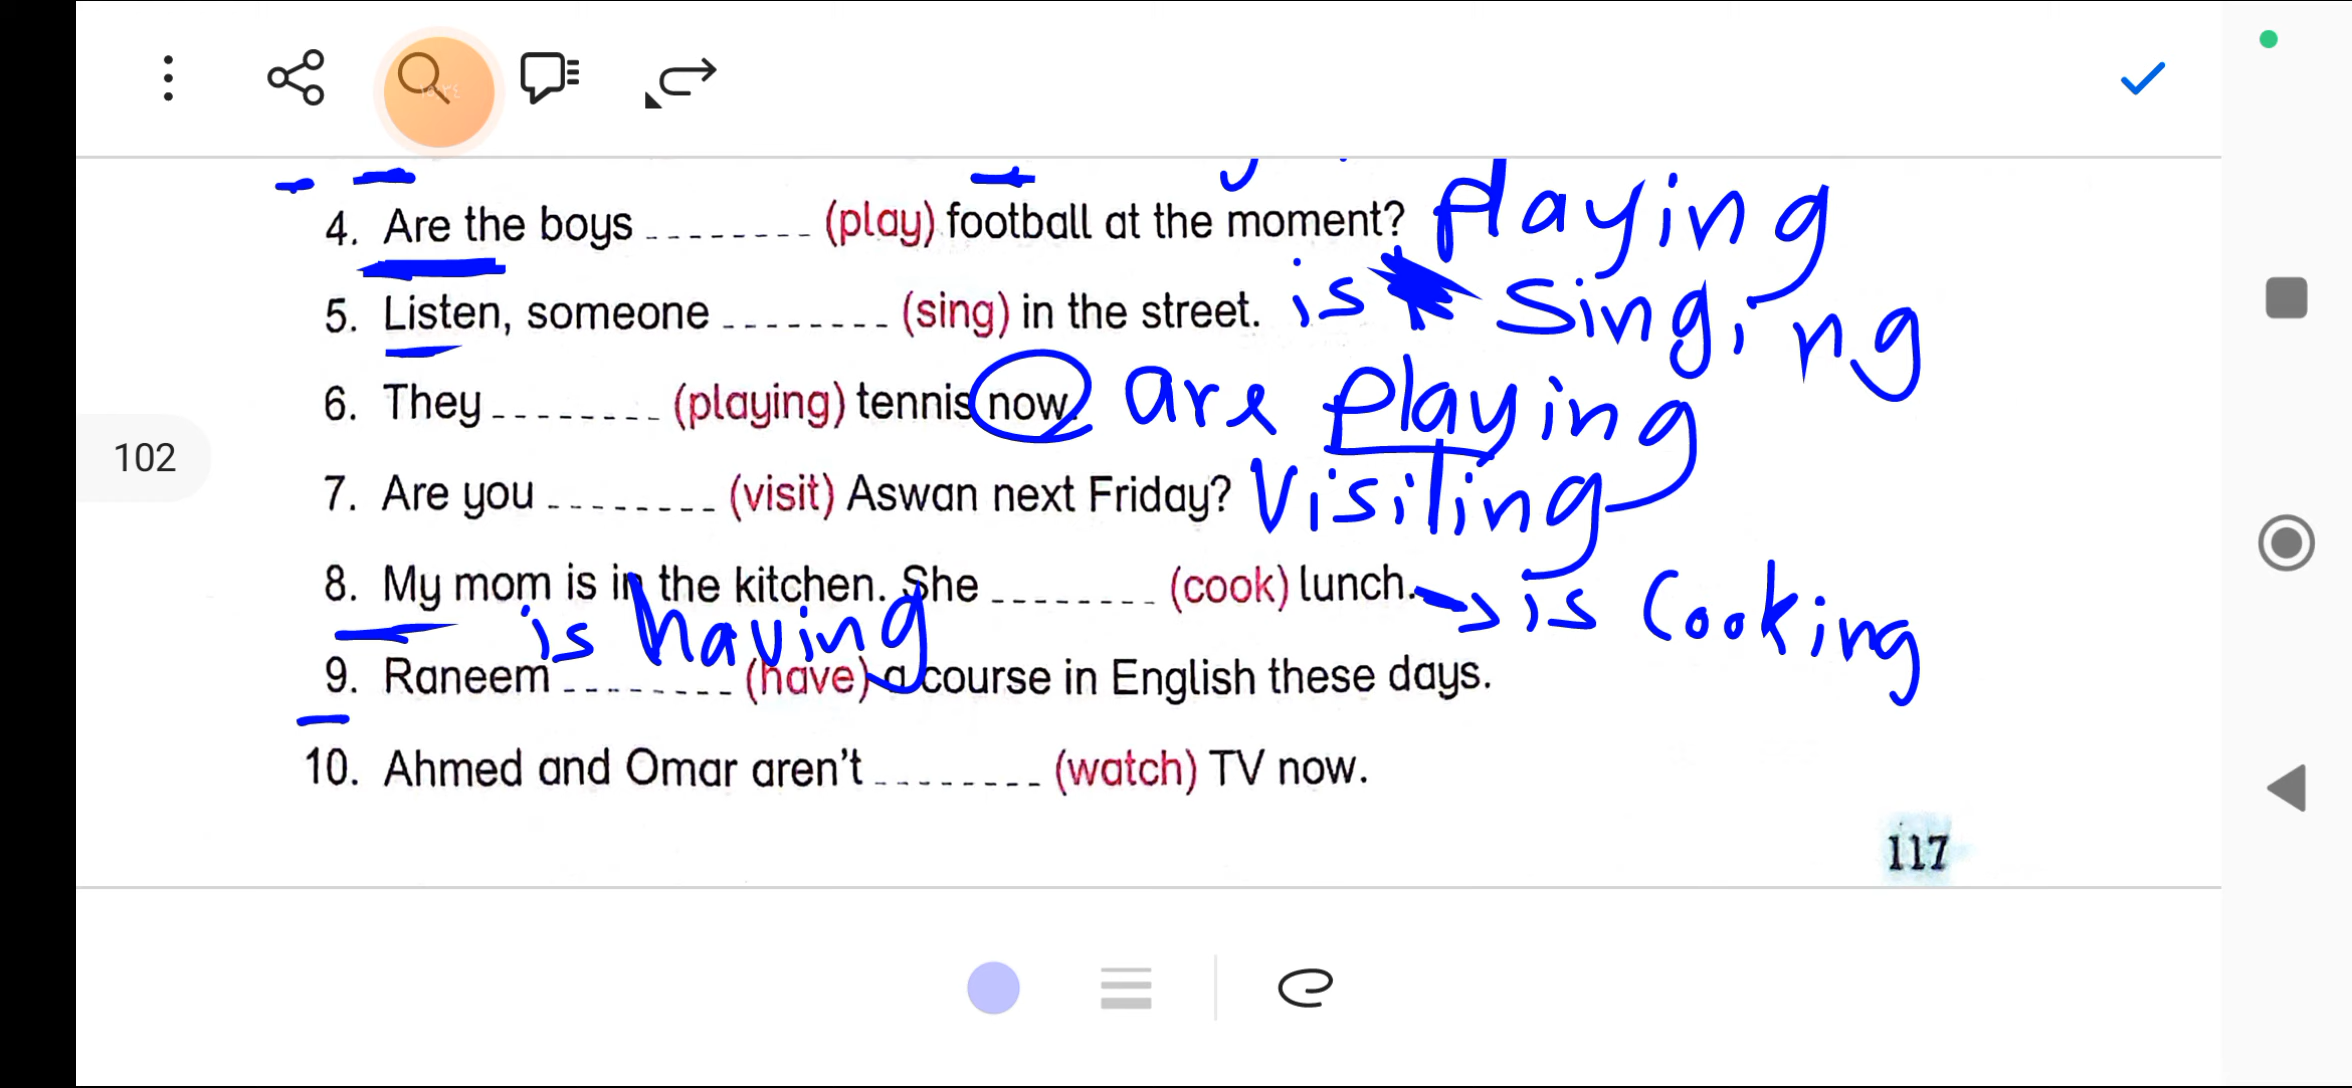 4. Are the boys -------- (play) football at the moment? playing
5. Listen, someone -------- (sing) in the street. is singing
6. They -------- (playing) tennis now are playing
7. Are you -------- (visit) Aswan next Friday? Visiting
8. My mom is in the kitchen. She -------- (cook) lunch. is Cooking
is having
9. Raneem -------- (have) a course in English these days.
10. Ahmed and Omar aren't -------- (watch) TV now.
102
117